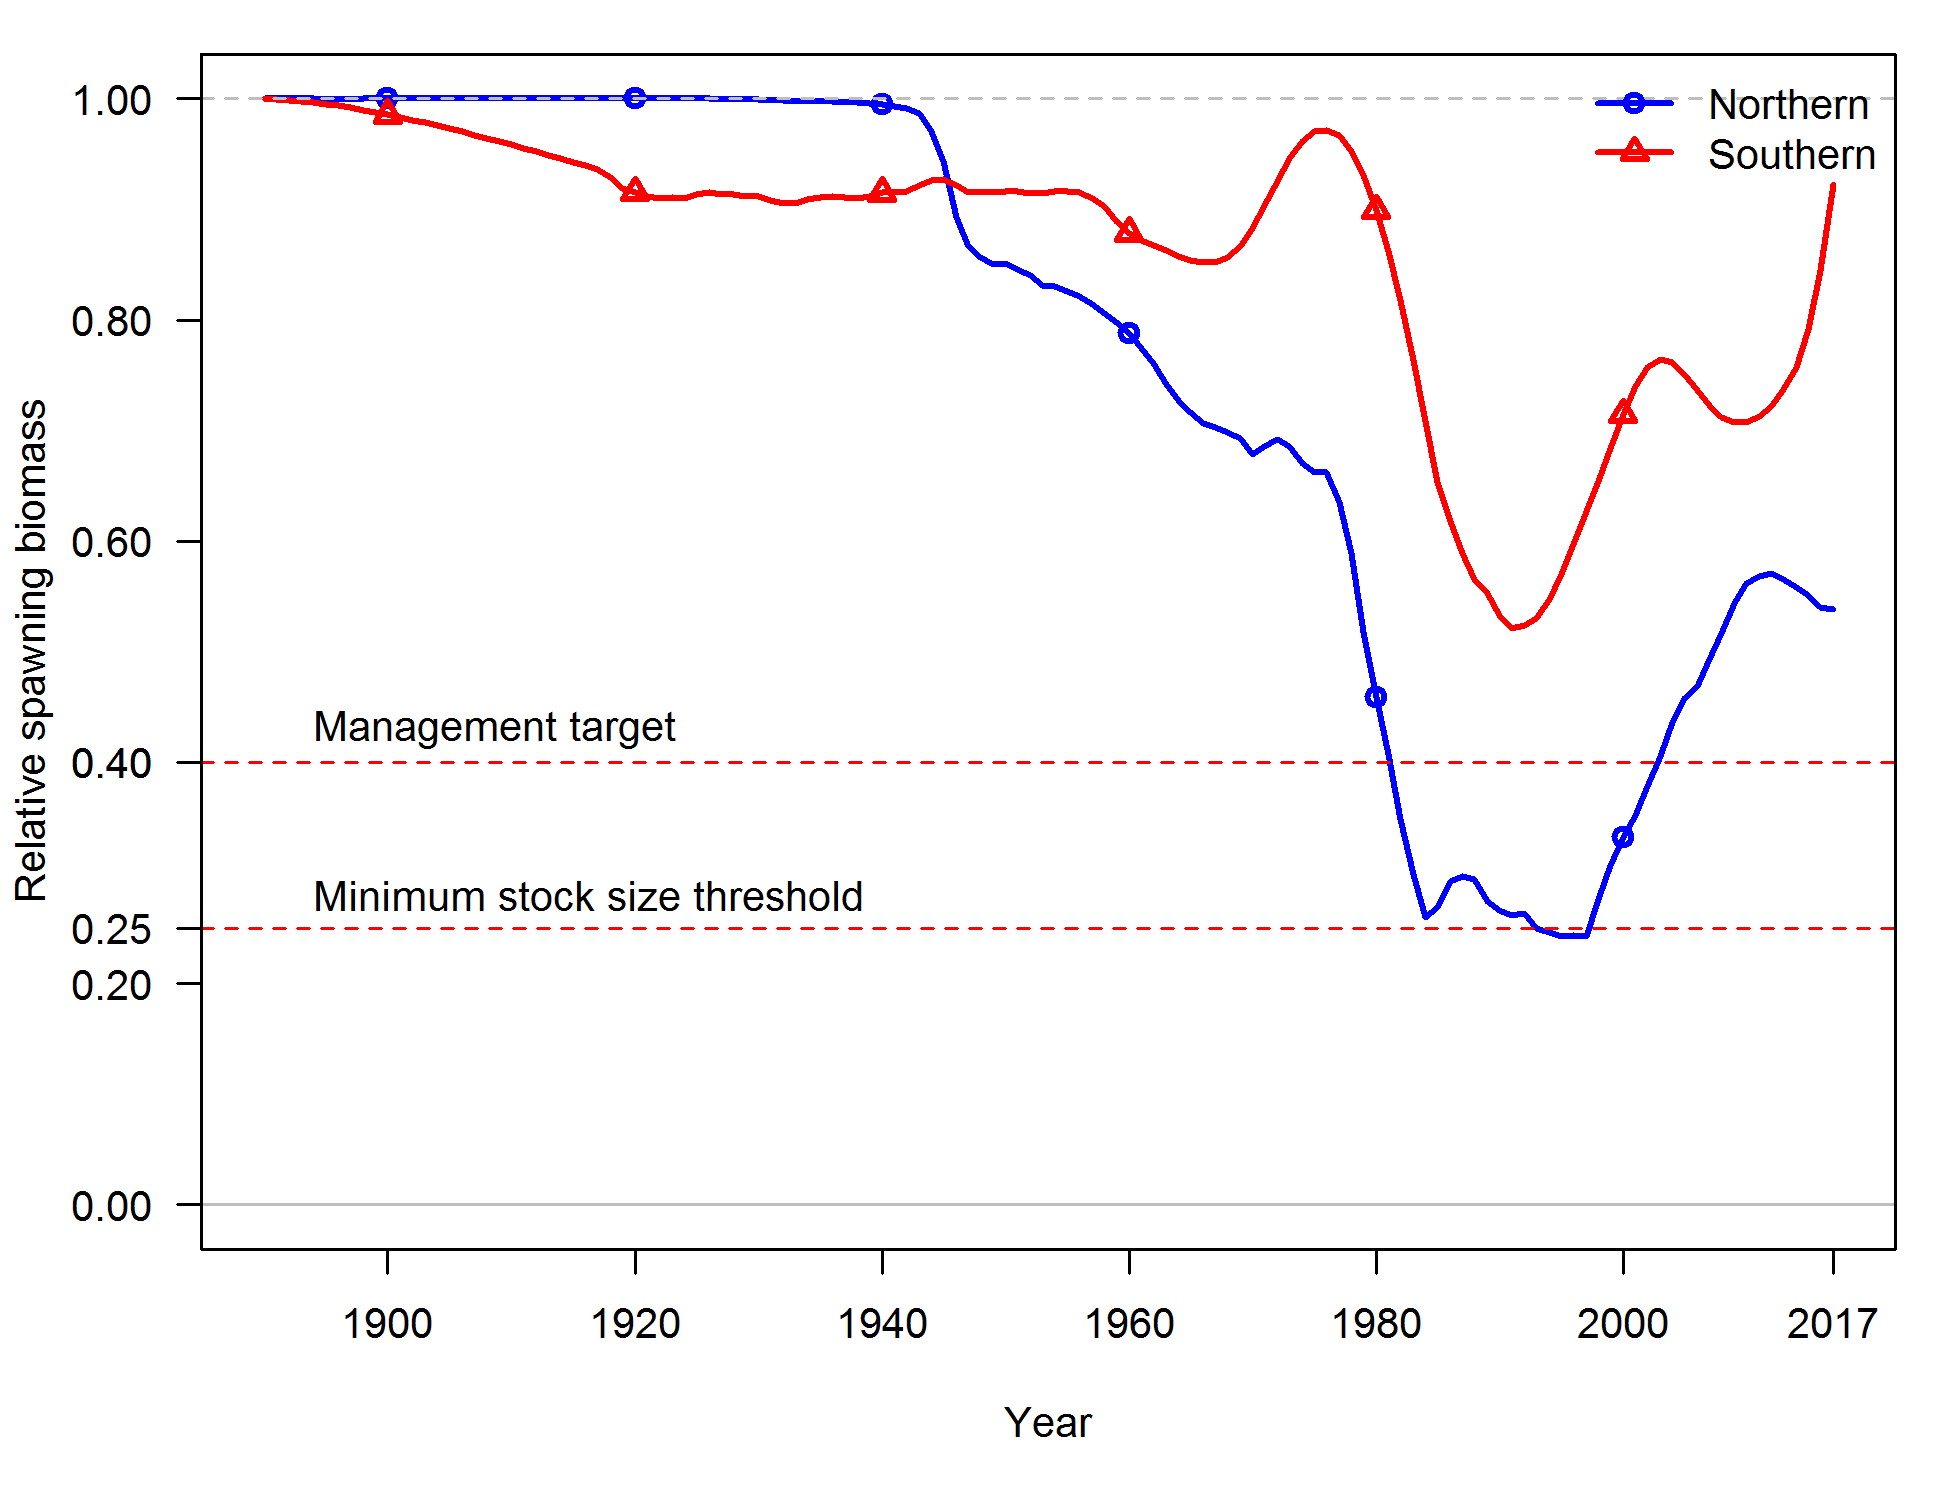 Northern
Southern
1.00
0.80
0.60
0.40
0.25
0.20
0.00
Relative spawning biomass
Management target
Minimum stock size threshold
1900
1920
1940
1960
1980
2000
2017
Year